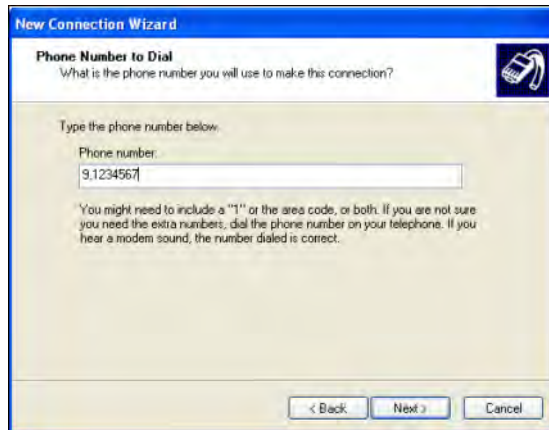 New Connection Wizard
Phone Number to Dial
What is the phone number you will use to make this connection?
Type the phone number below.
Phone number:
9,1234567
You might need to include a "1" or the area code, or both. If you are not sure
you need the extra numbers, dial the phone number on your telephone. If you
hear a modem sound, the number dialed is correct.
< Back
Next >
Cancel